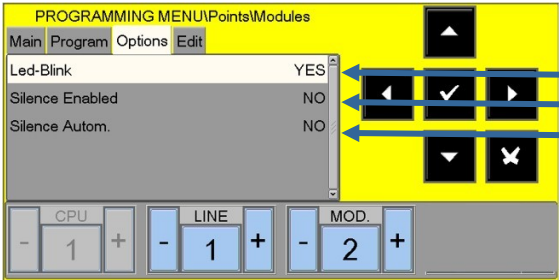 PROGRAMMING MENU\Points\Modules
Main Program Options Edit
Led-Blink YES
Silence Enabled NO
Silence Autom. NO
CPU LINE MOD.
- 1 + - 1 + - 2 +